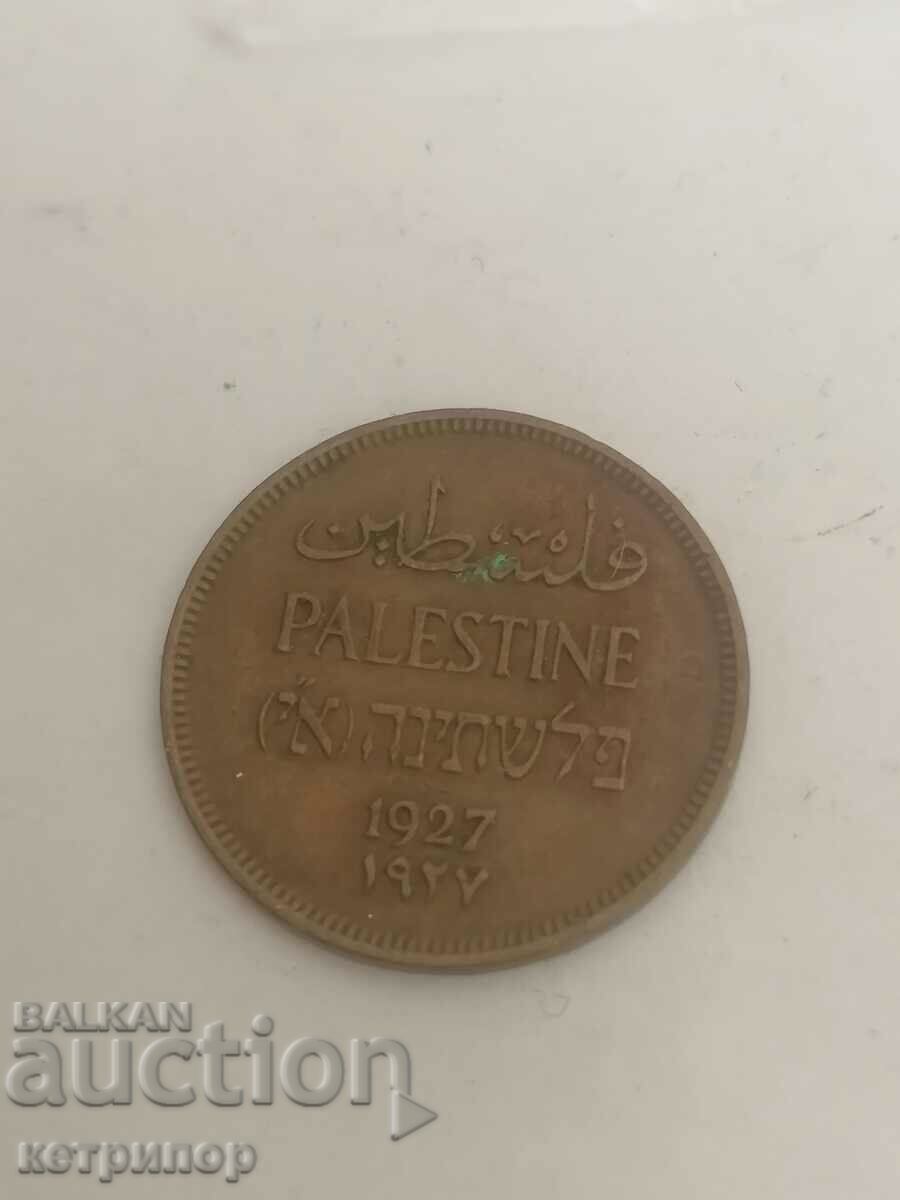 فلسطين
PALESTINE
פלשתינה (א״י)
1927
١٩٢٧
BALKAN
auction
кетрипор